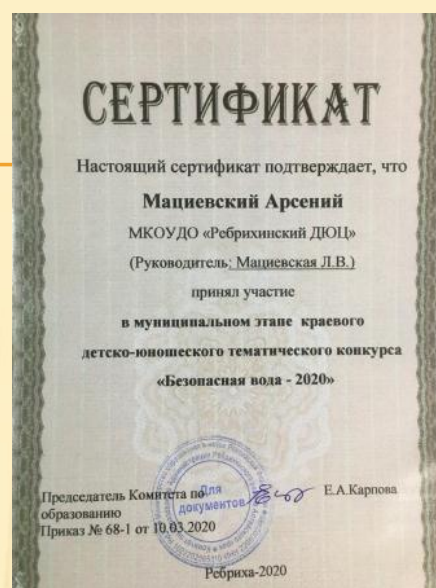 СЕРТИФИКАТ
Настоящий сертификат подтверждает, что
Мациевский Арсений
МКОУДО «Ребрихинский ДЮЦ»
(Руководитель: Мациевская Л.В.)
принял участие
в муниципальном этапе краевого
детско-юношеского тематического конкурса
«Безопасная вода - 2020»
Для
документов
Председатель Комитета по
образованию
Е.А.Карпова
Приказ № 68-1 от 10.03.2020
Ребриха-2020